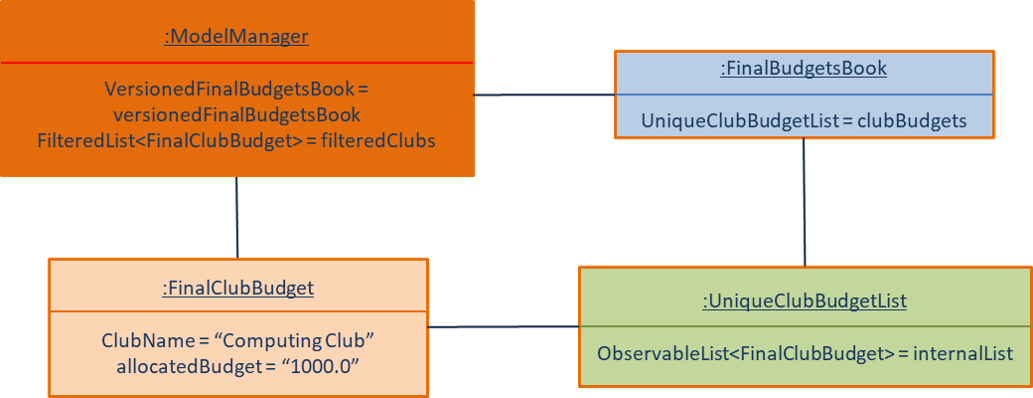 :ModelManager
VersionedFinalBudgetsBook =
versionedFinalBudgetsBook
FilteredList<FinalClubBudget> = filteredClubs
:FinalBudgetsBook
UniqueClubBudgetList = clubBudgets
:FinalClubBudget
ClubName = “Computing Club”
allocatedBudget = “1000.0”
:UniqueClubBudgetList
ObservableList<FinalClubBudget> = internalList